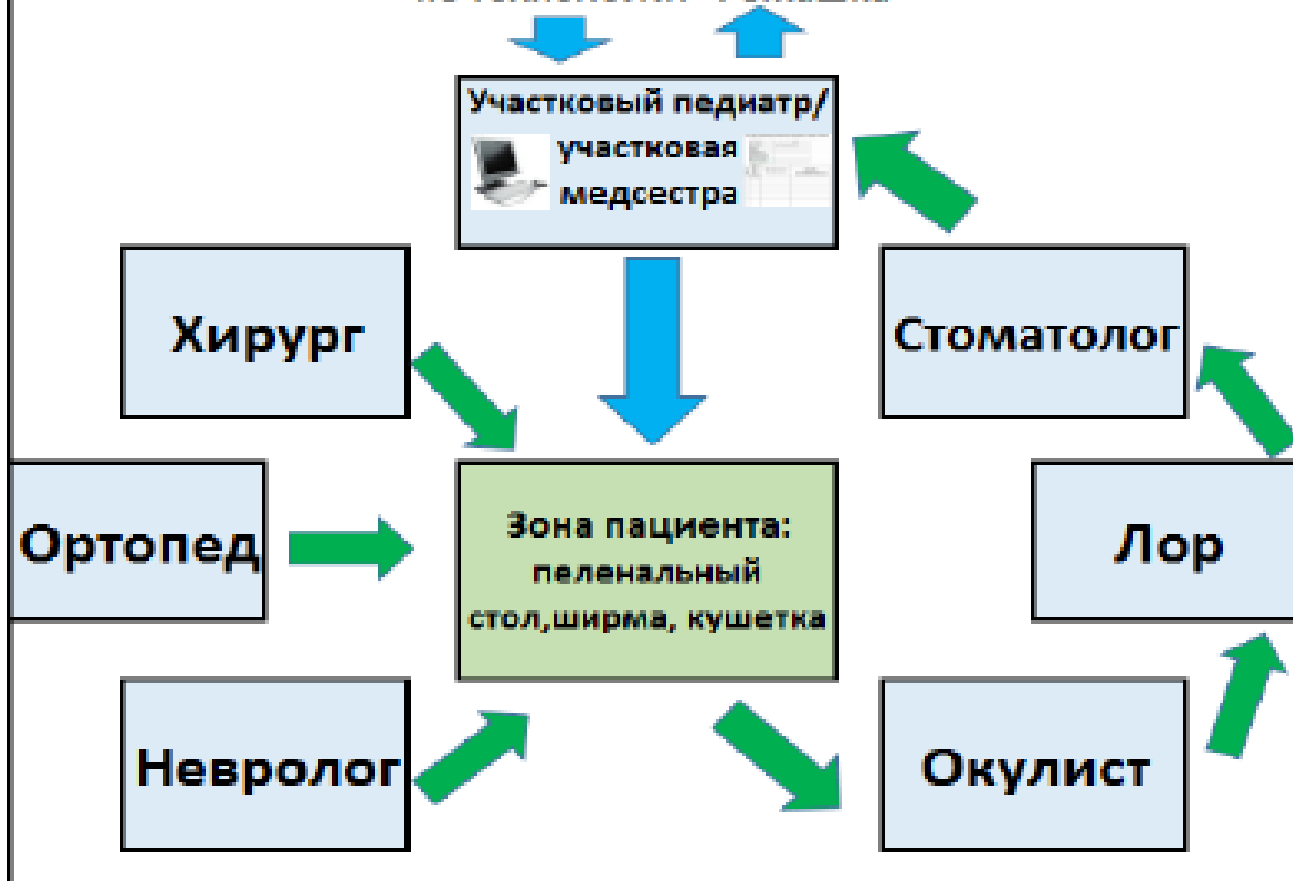 Участковый педиатр/
участковая
медсестра
Хирург
Стоматолог
Ортопед
Зона пациента:
пеленальный
стол,ширма, кушетка
Лор
Невролог
Окулист